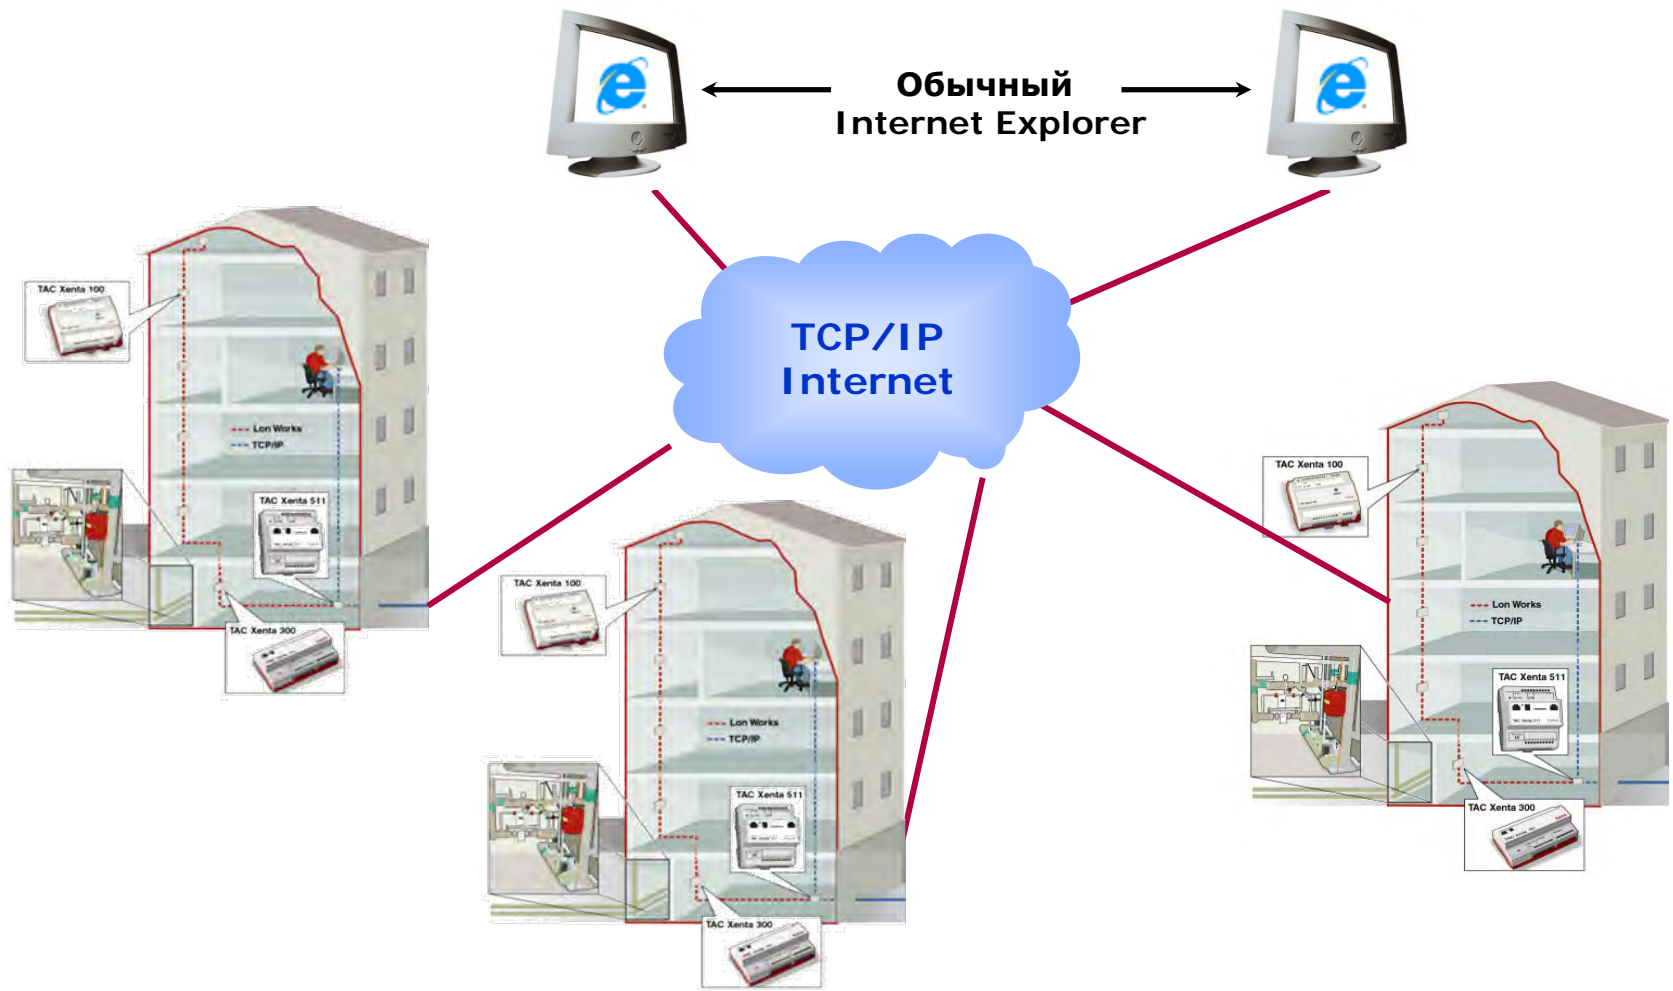 Обычный
Internet Explorer
TCP/IP
Internet
TAC Xenta 100
Lon Works
TCP/IP
TAC Xenta 511
TAC Xenta 300
TAC Xenta 100
Lon Works
TCP/IP
TAC Xenta 511
TAC Xenta 300
TAC Xenta 100
Lon Works
TCP/IP
TAC Xenta 511
TAC Xenta 300